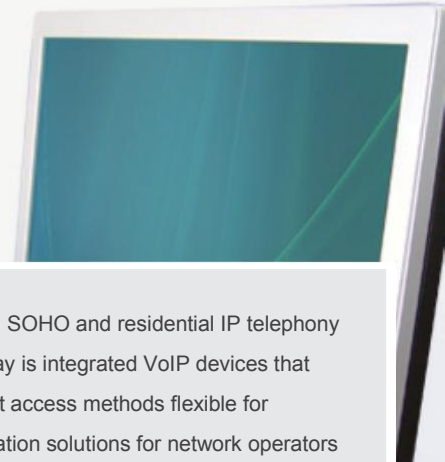 SOHO and residential IP telephony
ay is integrated VoIP devices that
t access methods flexible for
ation solutions for network operators